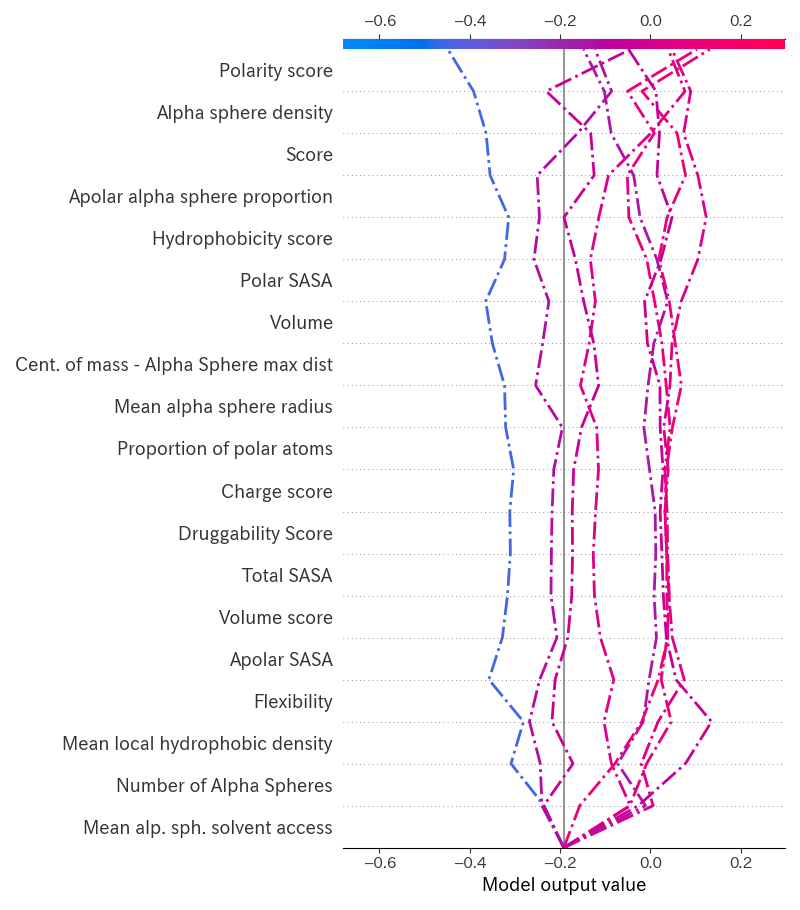 −0.6 −0.4 −0.2 0.0 0.2
Polarity score
Alpha sphere density
Score
Apolar alpha sphere proportion
Hydrophobicity score
Polar SASA
Volume
Cent. of mass - Alpha Sphere max dist
Mean alpha sphere radius
Proportion of polar atoms
Charge score
Druggability Score
Total SASA
Volume score
Apolar SASA
Flexibility
Mean local hydrophobic density
Number of Alpha Spheres
Mean alp. sph. solvent access
−0.6 −0.4 −0.2 0.0 0.2
Model output value